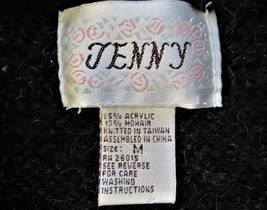 JENNY
85% ACRYLIC
15% MOHAIR
KNITTED IN TAIWAN
ASSEMBLED IN CHINA
SIZE: M
RN 26015
SEE REVERSE
FOR CARE
WASHING
INSTRUCTIONS